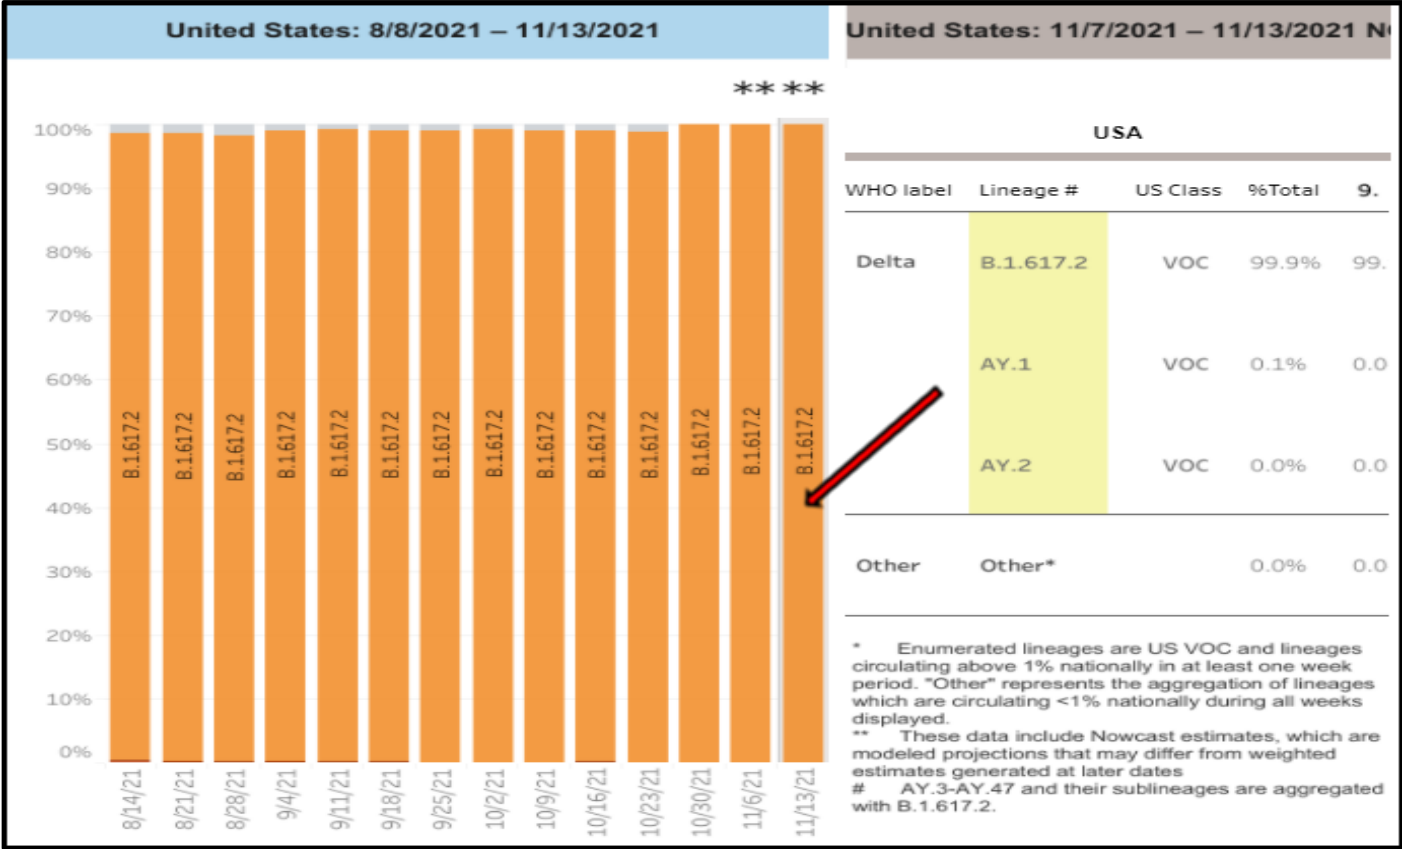 United States: 8/8/2021 – 11/13/2021
** **
100%
90%
80%
70%
60%
50%
40%
30%
20%
10%
0%
B.1.617.2
B.1.617.2
B.1.617.2
B.1.617.2
B.1.617.2
B.1.617.2
B.1.617.2
B.1.617.2
B.1.617.2
B.1.617.2
B.1.617.2
B.1.617.2
B.1.617.2
B.1.617.2
8/14/21
8/21/21
8/28/21
9/4/21
9/11/21
9/18/21
9/25/21
10/2/21
10/9/21
10/16/21
10/23/21
10/30/21
11/6/21
11/13/21
United States: 11/7/2021 – 11/13/2021 N
USA
WHO label Lineage # US Class %Total 9.
Delta B.1.617.2 VOC 99.9% 99.
AY.1 VOC 0.1% 0.0
AY.2 VOC 0.0% 0.0
Other Other* 0.0% 0.0
* Enumerated lineages are US VOC and lineages
circulating above 1% nationally in at least one week
period. "Other" represents the aggregation of lineages
which are circulating <1% nationally during all weeks
displayed.
** These data include Nowcast estimates, which are
modeled projections that may differ from weighted
estimates generated at later dates
# AY.3-AY.47 and their sublineages are aggregated
with B.1.617.2.